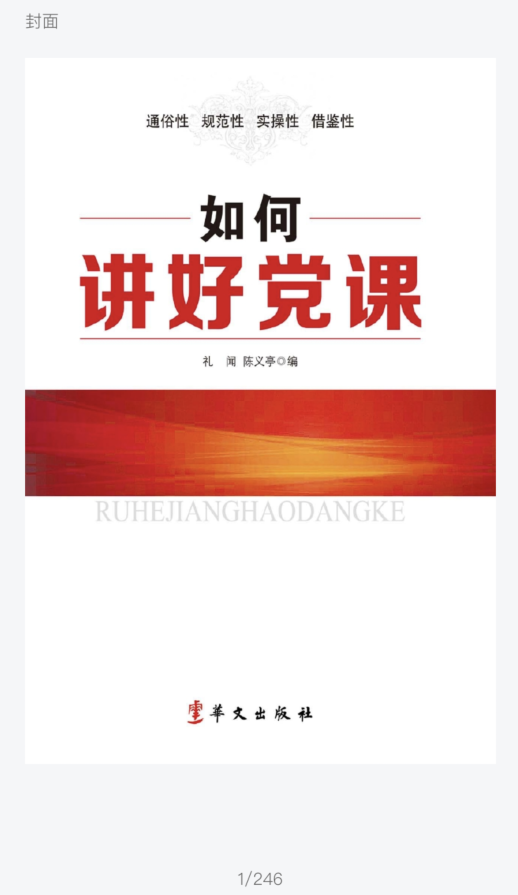 封面
通俗性 规范性 实操性 借鉴性
如何
讲好党课
礼 闻 陈义亭◎编
RUHEJIANGHAODANGKE
華文出版社
1/246